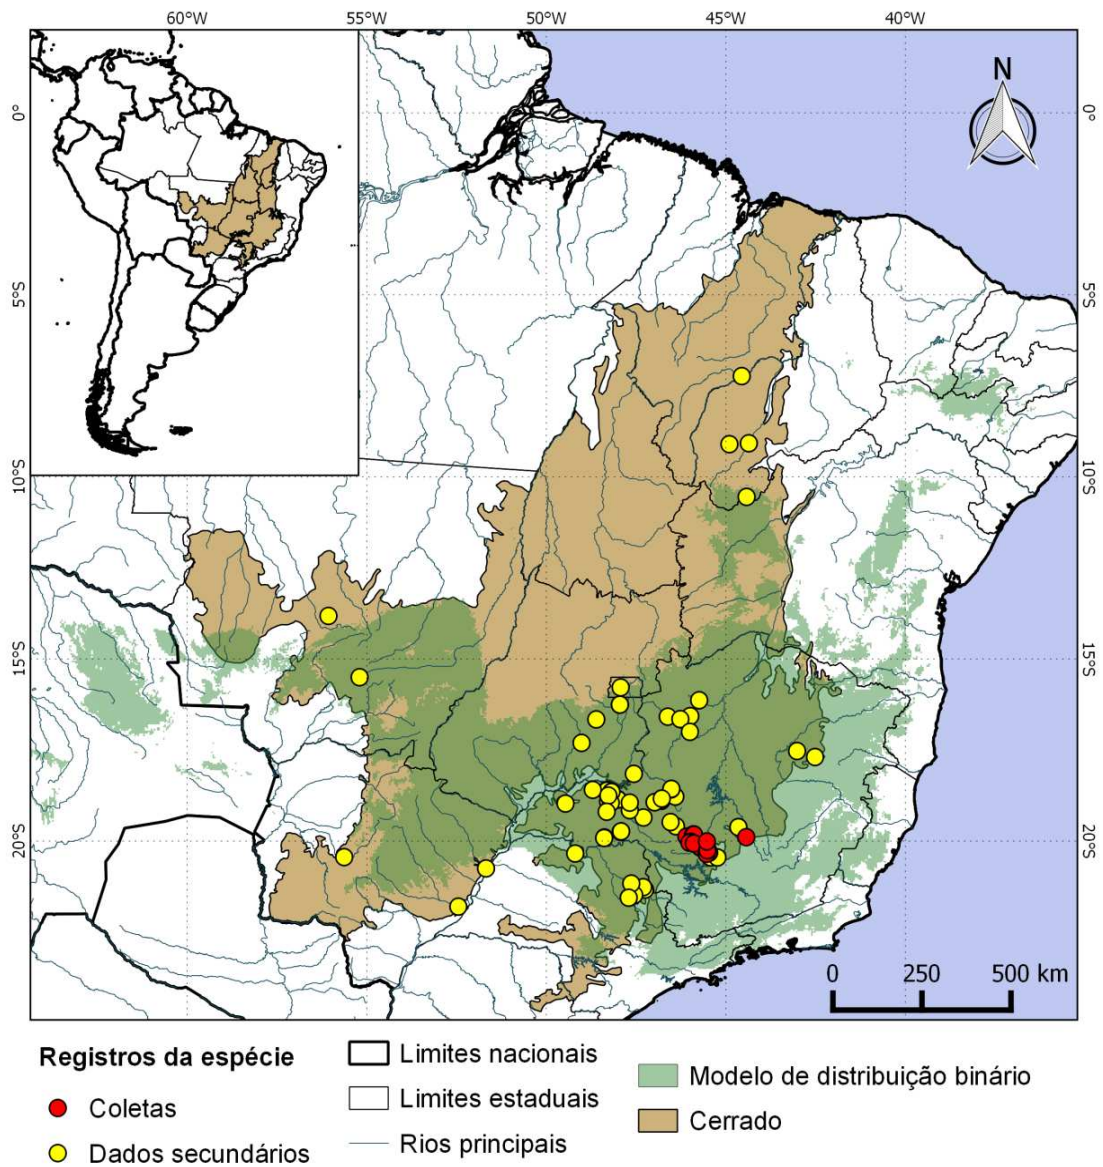 60°W 55°W 50°W 45°W 40°W
N
0° 0
5°S 5°S
10°S 10°S
15°S 15°S
20°S 20°S
0 250 500 km
Registros da espécie
Coletas
Dados secundários
Limites nacionais
Limites estaduais
Rios principais
Modelo de distribuição binário
Cerrado